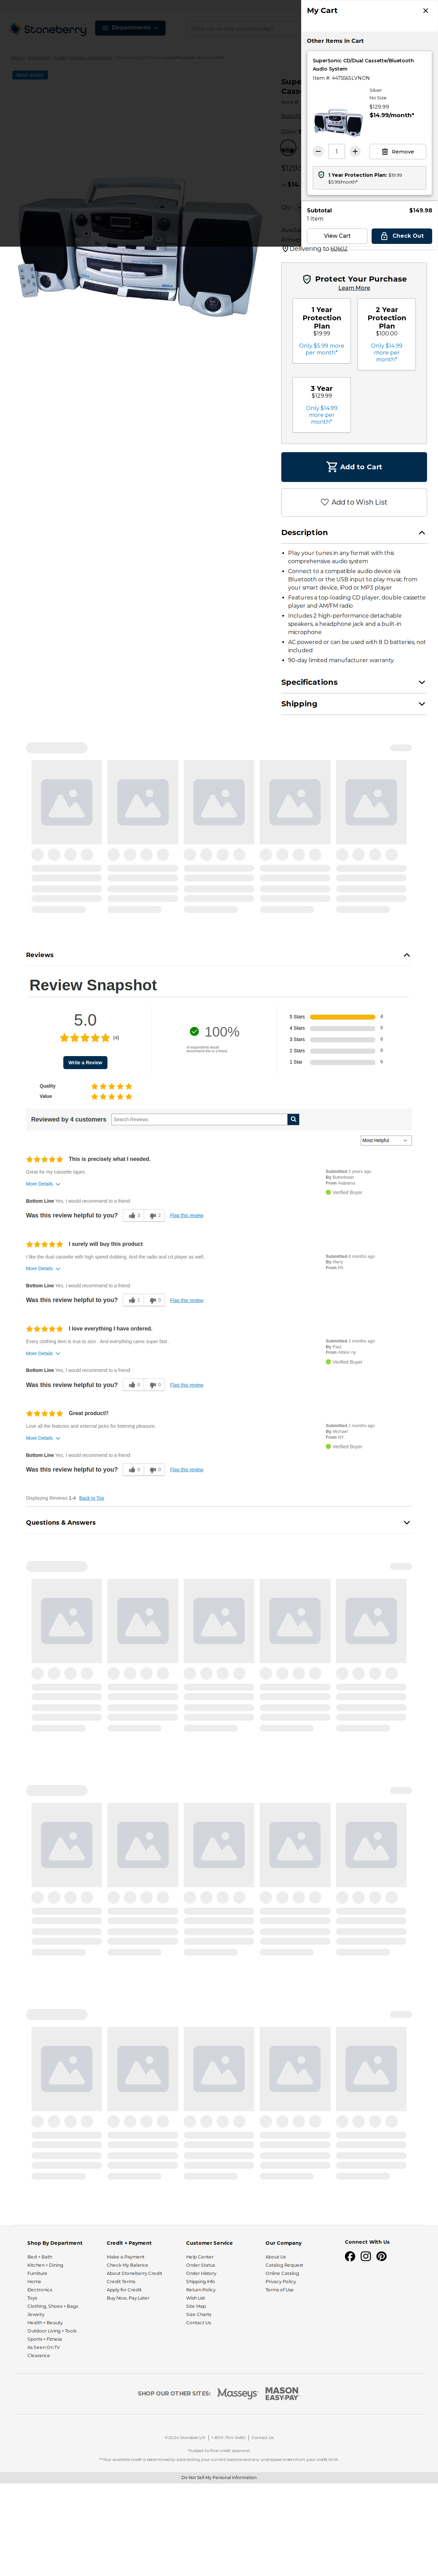 My Cart
Stoneberry
Departments
Other Items in Cart
SuperSonic CD/Dual Cassette/Bluetooth
Audio System
Item #: 4475565LVNON
Silver
No Size
$129.99
$14.99/month*
1
Remove
1 Year Protection Plan: $19.99
$5.99/month*
Subtotal $149.98
1 Item
View Cart
Check Out
Best Seller
Delivering to 60602
Protect Your Purchase
Learn More
1 Year
Protection
Plan
$19.99
Only $5.99 more
per month*
2 Year
Protection
Plan
$100.00
Only $14.99
more per
month*
3 Year
$129.99
Only $14.99
more per
month*
Add to Cart
Add to Wish List
Description
• Play your tunes in any format with this
comprehensive audio system
• Connect to a compatible audio device via
Bluetooth or the USB input to play music from
your smart device, iPod or MP3 player
• Features a top-loading CD player, double cassette
player and AM/FM radio
• Includes 2 high-performance detachable
speakers, a headphone jack and a built-in
microphone
• AC powered or can be used with 8 D batteries, not
included
• 90-day limited manufacturer warranty
Specifications
Shipping
Reviews
Review Snapshot
5.0
(4)
Write a Review
100%
of respondents would
recommend this to a friend
5 Stars 4
4 Stars 0
3 Stars 0
2 Stars 0
1 Star 0
Quality
Value
Reviewed by 4 customers
Search Reviews
Most Helpful
This is precisely what I needed.
Great for my cassette tapes.
More Details
Submitted 2 years ago
By Butterbean
From Alabama
Verified Buyer
Bottom Line Yes, I would recommend to a friend
Was this review helpful to you? 3 2 Flag this review
I surely will buy this product
I like the dual cassette with high speed dubbing. And the radio and cd player as well.
More Details
Submitted 8 months ago
By Harry
From PA
Bottom Line Yes, I would recommend to a friend
Was this review helpful to you? 1 0 Flag this review
I love everything I have ordered.
Every clothing item is true to size . And everything came super fast .
More Details
Submitted 2 months ago
By Paul
From Albion ny
Verified Buyer
Bottom Line Yes, I would recommend to a friend
Was this review helpful to you? 0 0 Flag this review
Great product!!
Love all the features and external jacks for listening pleasure.
More Details
Submitted 2 months ago
By Michael
From NY
Verified Buyer
Bottom Line Yes, I would recommend to a friend
Was this review helpful to you? 0 0 Flag this review
Displaying Reviews 1-4 Back to Top
Questions & Answers
Shop By Department
Bed + Bath
Kitchen + Dining
Furniture
Home
Electronics
Toys
Clothing, Shoes + Bags
Jewelry
Health + Beauty
Outdoor Living + Tools
Sports + Fitness
As Seen On TV
Clearance
Credit + Payment
Make a Payment
Check My Balance
About Stoneberry Credit
Credit Terms
Apply for Credit
Buy Now, Pay Later
Customer Service
Help Center
Order Status
Order History
Shipping Info
Return Policy
Wish List
Site Map
Size Charts
Contact Us
Our Company
About Us
Catalog Request
Online Catalog
Privacy Policy
Terms of Use
Connect With Us
SHOP OUR OTHER SITES: Masseys MASON EASY-PAY
©2024 Stoneberry® | 1-800-704-5480 | Contact Us
*Subject to final credit approval.
**Your available credit is determined by subtracting your current balance and any unshipped orders from your credit limit.
Do Not Sell My Personal Information